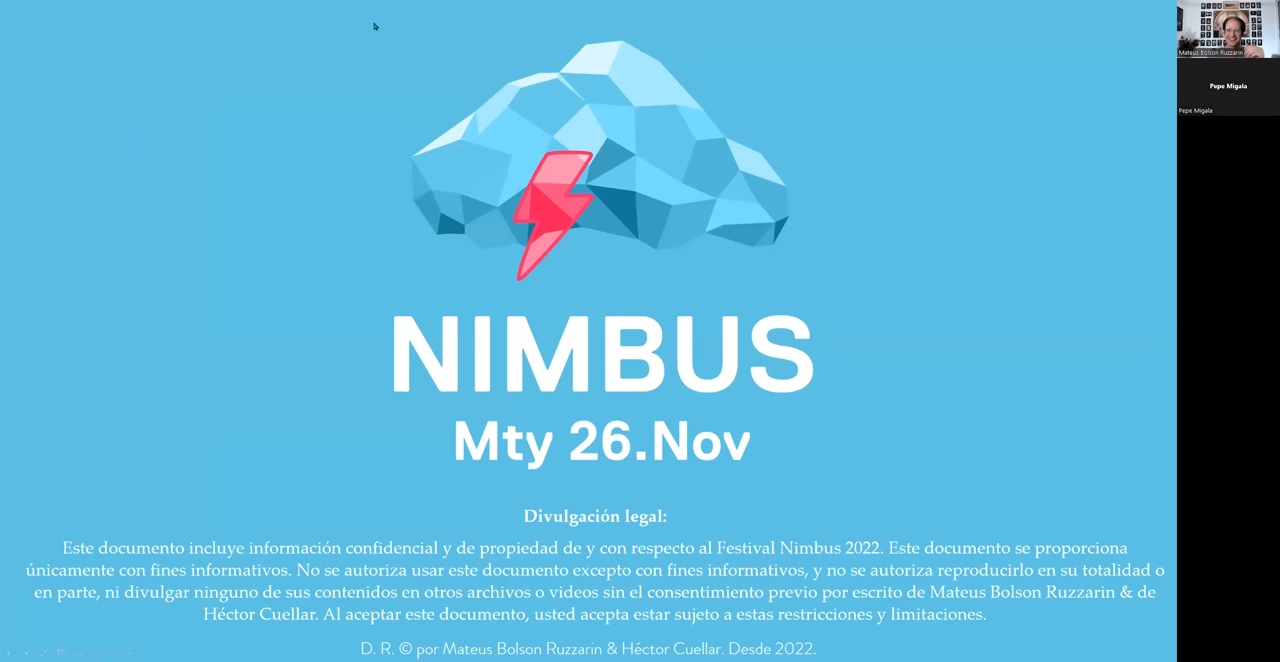 NIMBUS
Mty 26.Nov
Divulgación legal:
Este documento incluye información confidencial y de propiedad de y con respecto al Festival Nimbus 2022. Este documento se proporciona
únicamente con fines informativos. No se autoriza usar este documento excepto con fines informativos, y no se autoriza reproducirlo en su totalidad o
en parte, ni divulgar ninguno de sus contenidos en otros archivos o videos sin el consentimiento previo por escrito de Mateus Bolson Ruzzarin & de
Héctor Cuellar. Al aceptar este documento, usted acepta estar sujeto a estas restricciones y limitaciones.
D. R. © por Mateus Bolson Ruzzarin & Héctor Cuellar. Desde 2022.
Mateus Bolson Ruzzarin
Pepe Migala
Pepe Migala